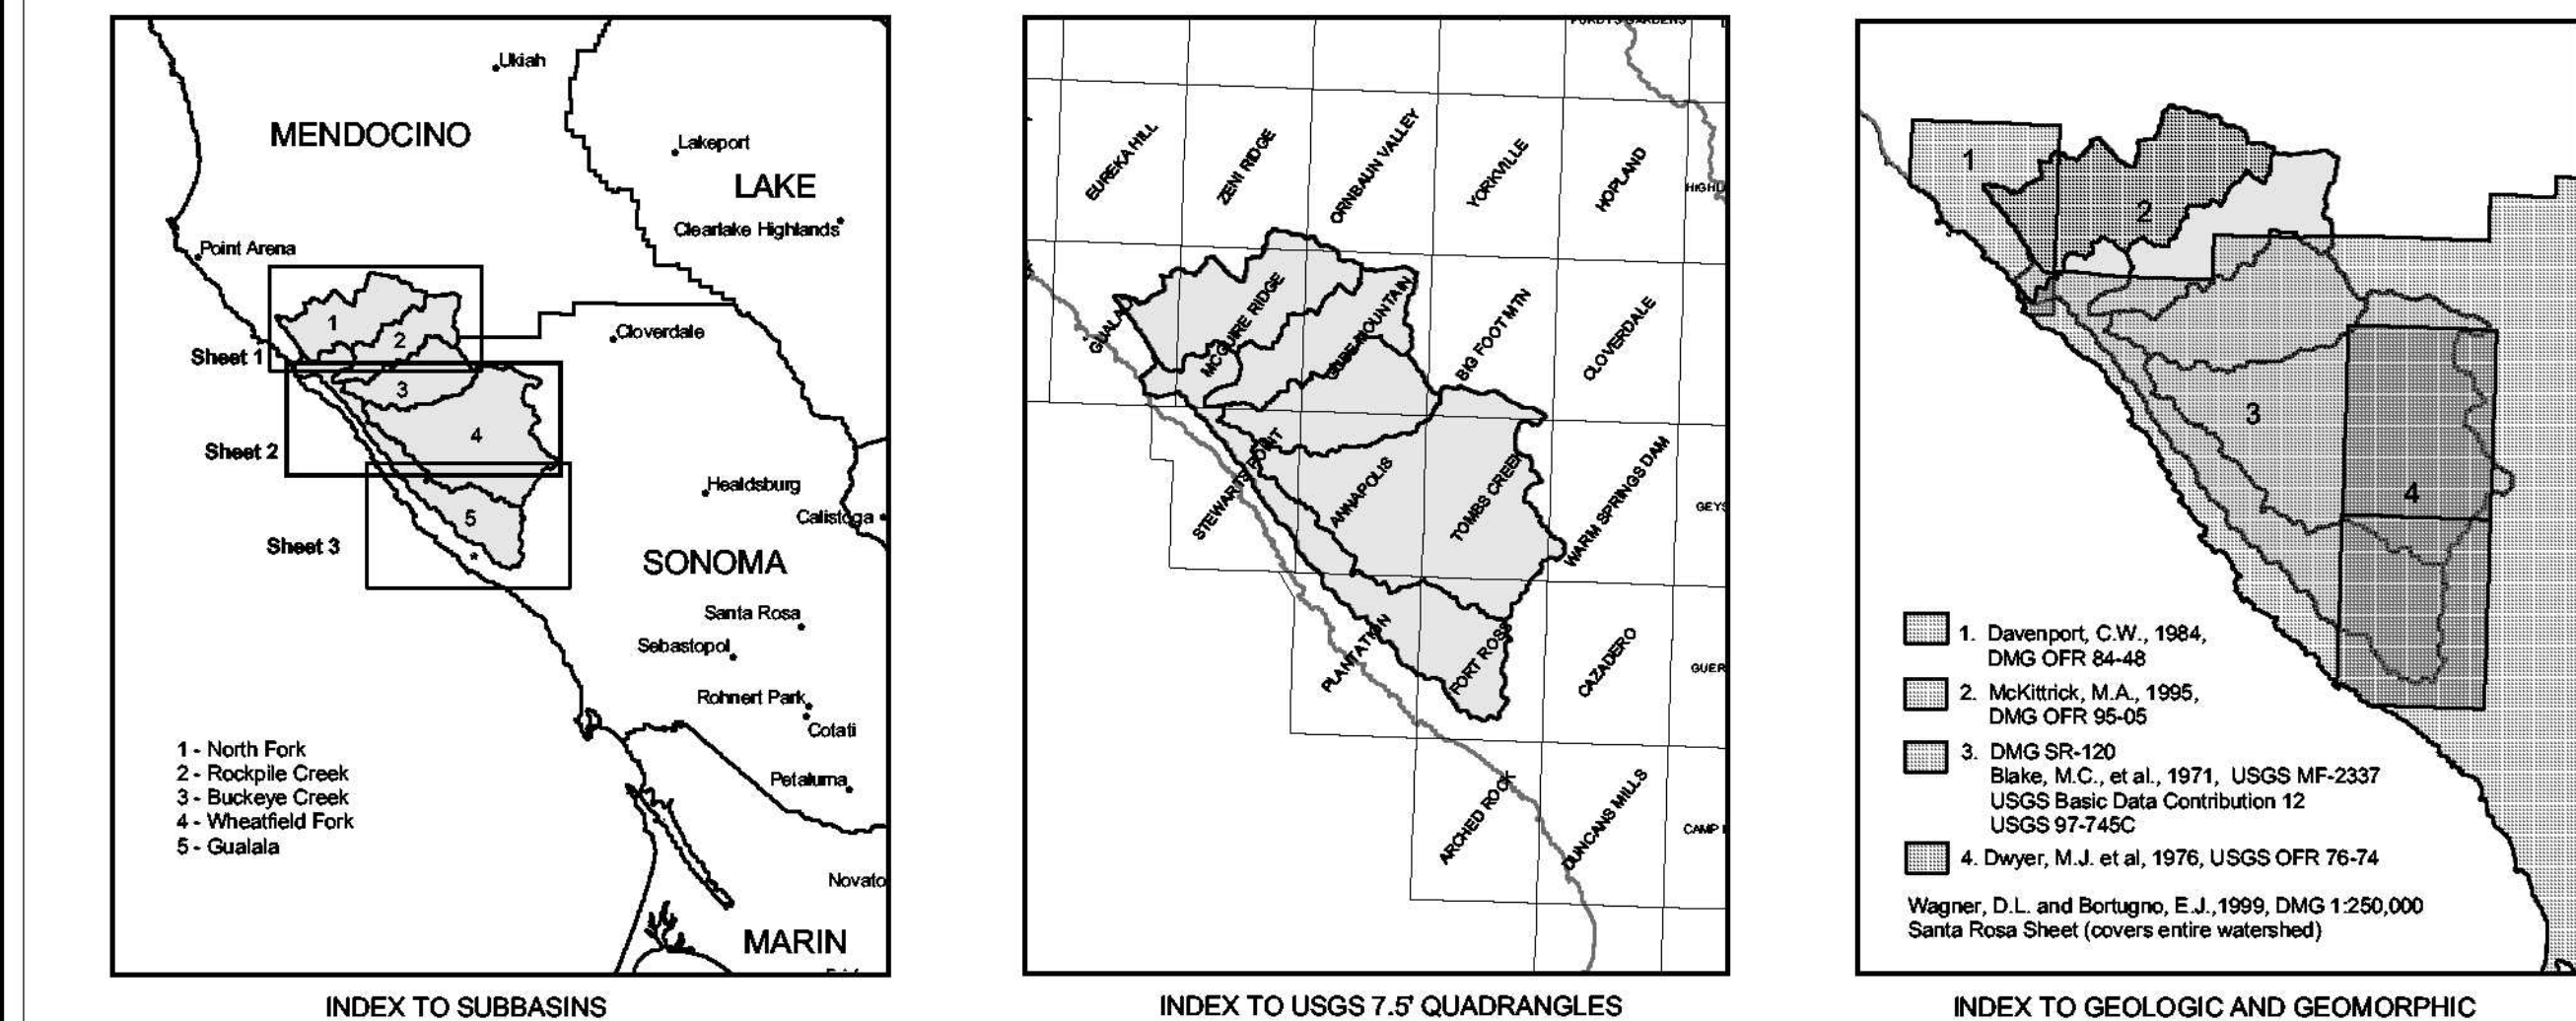 Ukiah
MENDOCINO
Lakeport
LAKE
Clearlake Highlands
Point Arena
1
2
Cloverdale
Sheet 1
3
4
Sheet 2
Healdsburg
Calistoga
5
Sheet 3
SONOMA
Santa Rosa
Sebastopol
Rohnert Park
Cotati
1 - North Fork
2 - Rockpile Creek
3 - Buckeye Creek
4 - Wheatfield Fork
5 - Gualala
Petaluma
Novato
MARIN
INDEX TO SUBBASINS
EUREKA HILL
ZENI RIDGE
ORNBAUN VALLEY
YORKVILLE
HOPLAND
HIGHL
GUALALA
MCGUIRE RIDGE
GUBE MOUNTAIN
BIG FOOT MTN
CLOVERDALE
STEWARTS POINT
ANNAPOLIS
TOMBS CREEK
WARM SPRINGS DAM
GEYS
PLANTATION
FORT ROSS
CAZADERO
GUER
ARCHED ROCK
DUNCANS MILLS
CAMP
INDEX TO USGS 7.5' QUADRANGLES
1
2
3
4
1. Davenport, C.W., 1984,
DMG OFR 84-48
2. McKittrick, M.A., 1995,
DMG OFR 95-05
3. DMG SR-120
Blake, M.C., et al., 1971, USGS MF-2337
USGS Basic Data Contribution 12
USGS 97-745C
4. Dwyer, M.J. et al, 1976, USGS OFR 76-74
Wagner, D.L. and Bortugno, E.J.,1999, DMG 1:250,000
Santa Rosa Sheet (covers entire watershed)
INDEX TO GEOLOGIC AND GEOMORPHIC